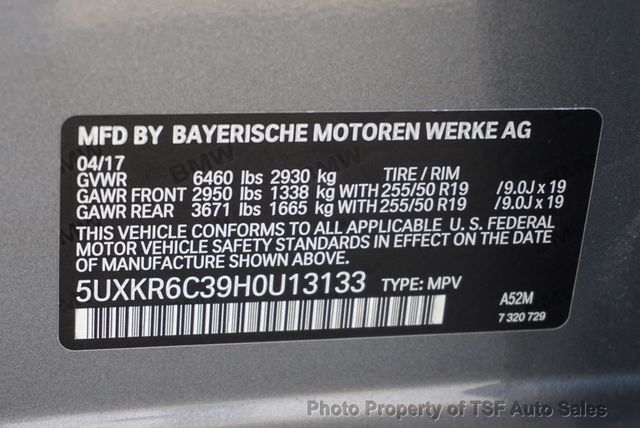 MFD BY BAYERISCHE MOTOREN WERKE AG
04/17
GVWR 6460 lbs 2930 kg TIRE / RIM
GAWR FRONT 2950 lbs 1338 kg WITH 255/50 R19 /9.0J x 19
GAWR REAR 3671 lbs 1665 kg WITH 255/50 R19 /9.0J x 19
THIS VEHICLE CONFORMS TO ALL APPLICABLE U. S. FEDERAL
MOTOR VEHICLE SAFETY STANDARDS IN EFFECT ON THE DATE
OF MANUFACTURE SHOWN ABOVE.
5UXKR6C39H0U13133 TYPE: MPV
A52M
7 320 729
Photo Property of TSF Auto Sales